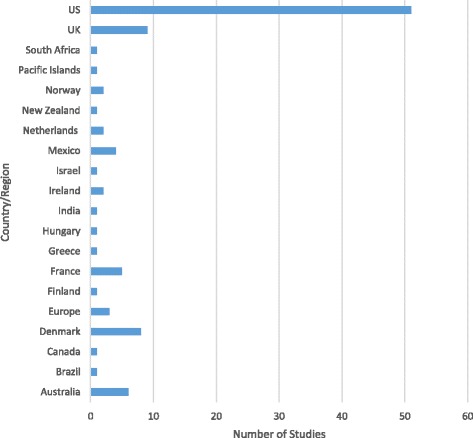 US
UK
South Africa
Pacific Islands
Norway
New Zealand
Netherlands
Mexico
Israel
Ireland
India
Hungary
Greece
France
Finland
Europe
Denmark
Canada
Brazil
Australia
Country/Region
0 10 20 30 40 50 60
Number of Studies